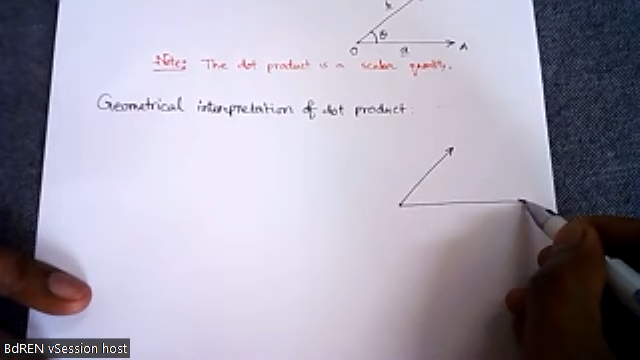 b
θ
O a A
Note: The dot product is a scalar quantity.
Geometrical interpretation of dot product:
BdREN vSession host